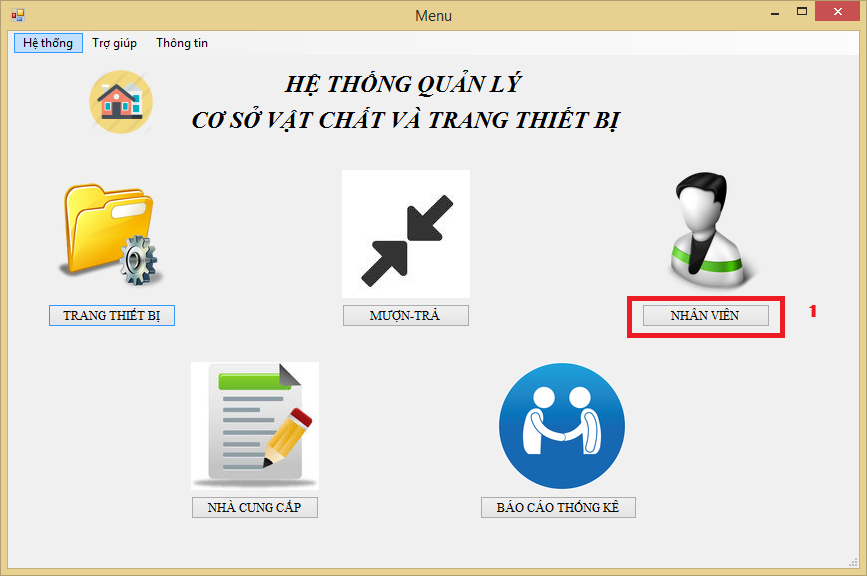 Menu
Hệ thống Trợ giúp Thông tin
HỆ THỐNG QUẢN LÝ
CƠ SỞ VẬT CHẤT VÀ TRANG THIẾT BỊ
TRANG THIẾT BỊ
MƯỢN-TRẢ
NHÂN VIÊN
1
NHÀ CUNG CẤP
BÁO CÁO THỐNG KÊ